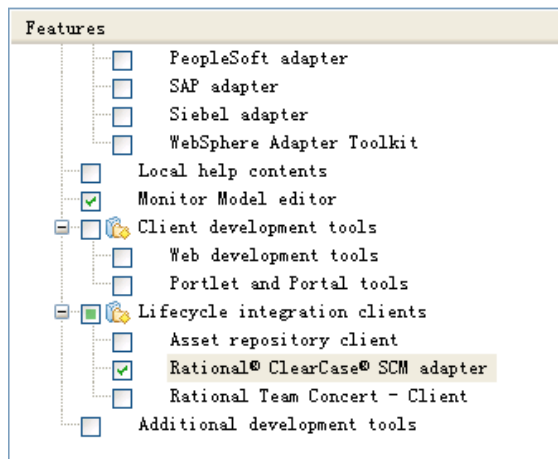 Features
PeopleSoft adapter
SAP adapter
Siebel adapter
WebSphere Adapter Toolkit
Local help contents
Monitor Model editor
Client development tools
Web development tools
Portlet and Portal tools
Lifecycle integration clients
Asset repository client
Rational® ClearCase® SCM adapter
Rational Team Concert - Client
Additional development tools